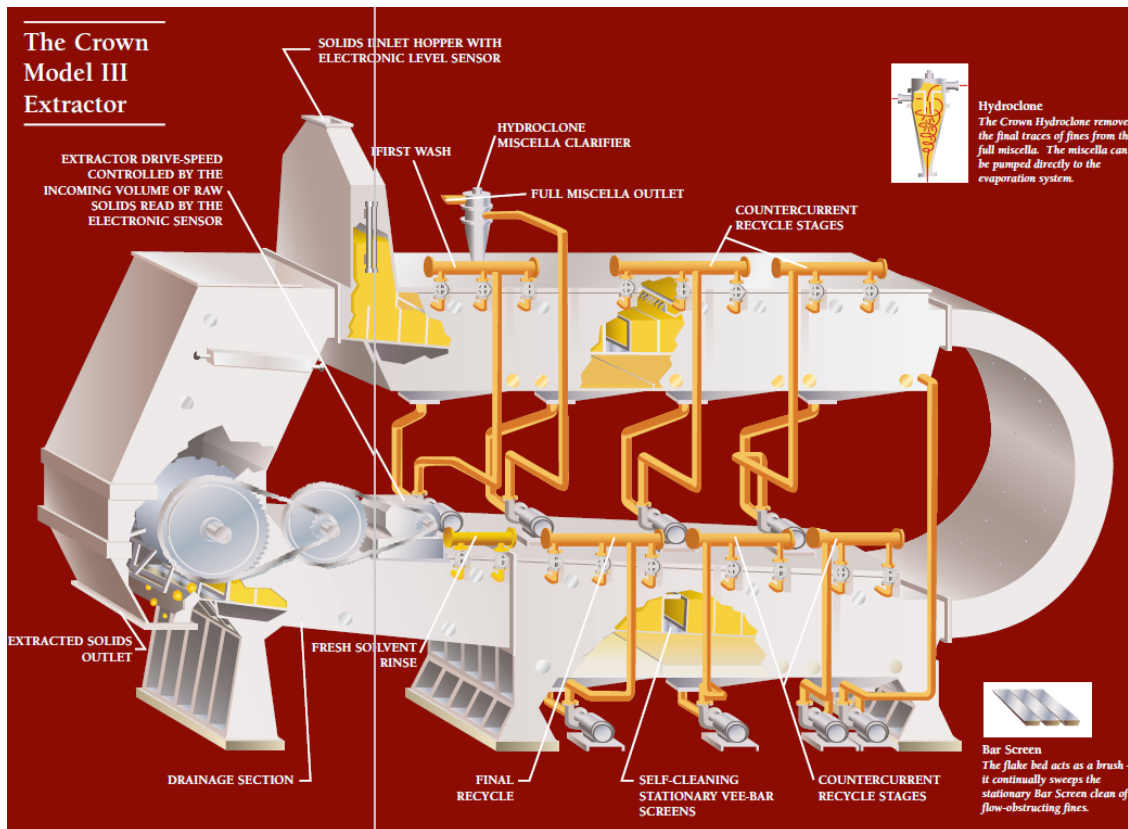 The Crown
Model III
Extractor
SOLIDS INLET HOPPER WITH
ELECTRONIC LEVEL SENSOR
HYDROCLONE
MISCELLA CLARIFIER
FIRST WASH
FULL MISCELLA OUTLET
EXTRACTOR DRIVE-SPEED
CONTROLLED BY THE
INCOMING VOLUME OF RAW
SOLIDS READ BY THE
ELECTRONIC SENSOR
COUNTERCURRENT
RECYCLE STAGES
Hydroclone
The Crown Hydroclone remove
the final traces of fines from th
full miscella. The miscella can
be pumped directly to the
evaporation system.
EXTRACTED SOLIDS
OUTLET
FRESH SOLVENT
RINSE
DRAINAGE SECTION
FINAL
RECYCLE
SELF-CLEANING
STATIONARY VEE-BAR
SCREENS
COUNTERCURRENT
RECYCLE STAGES
Bar Screen
The flake bed acts as a brush -
it continually sweeps the
stationary Bar Screen clean of
flow-obstructing fines.